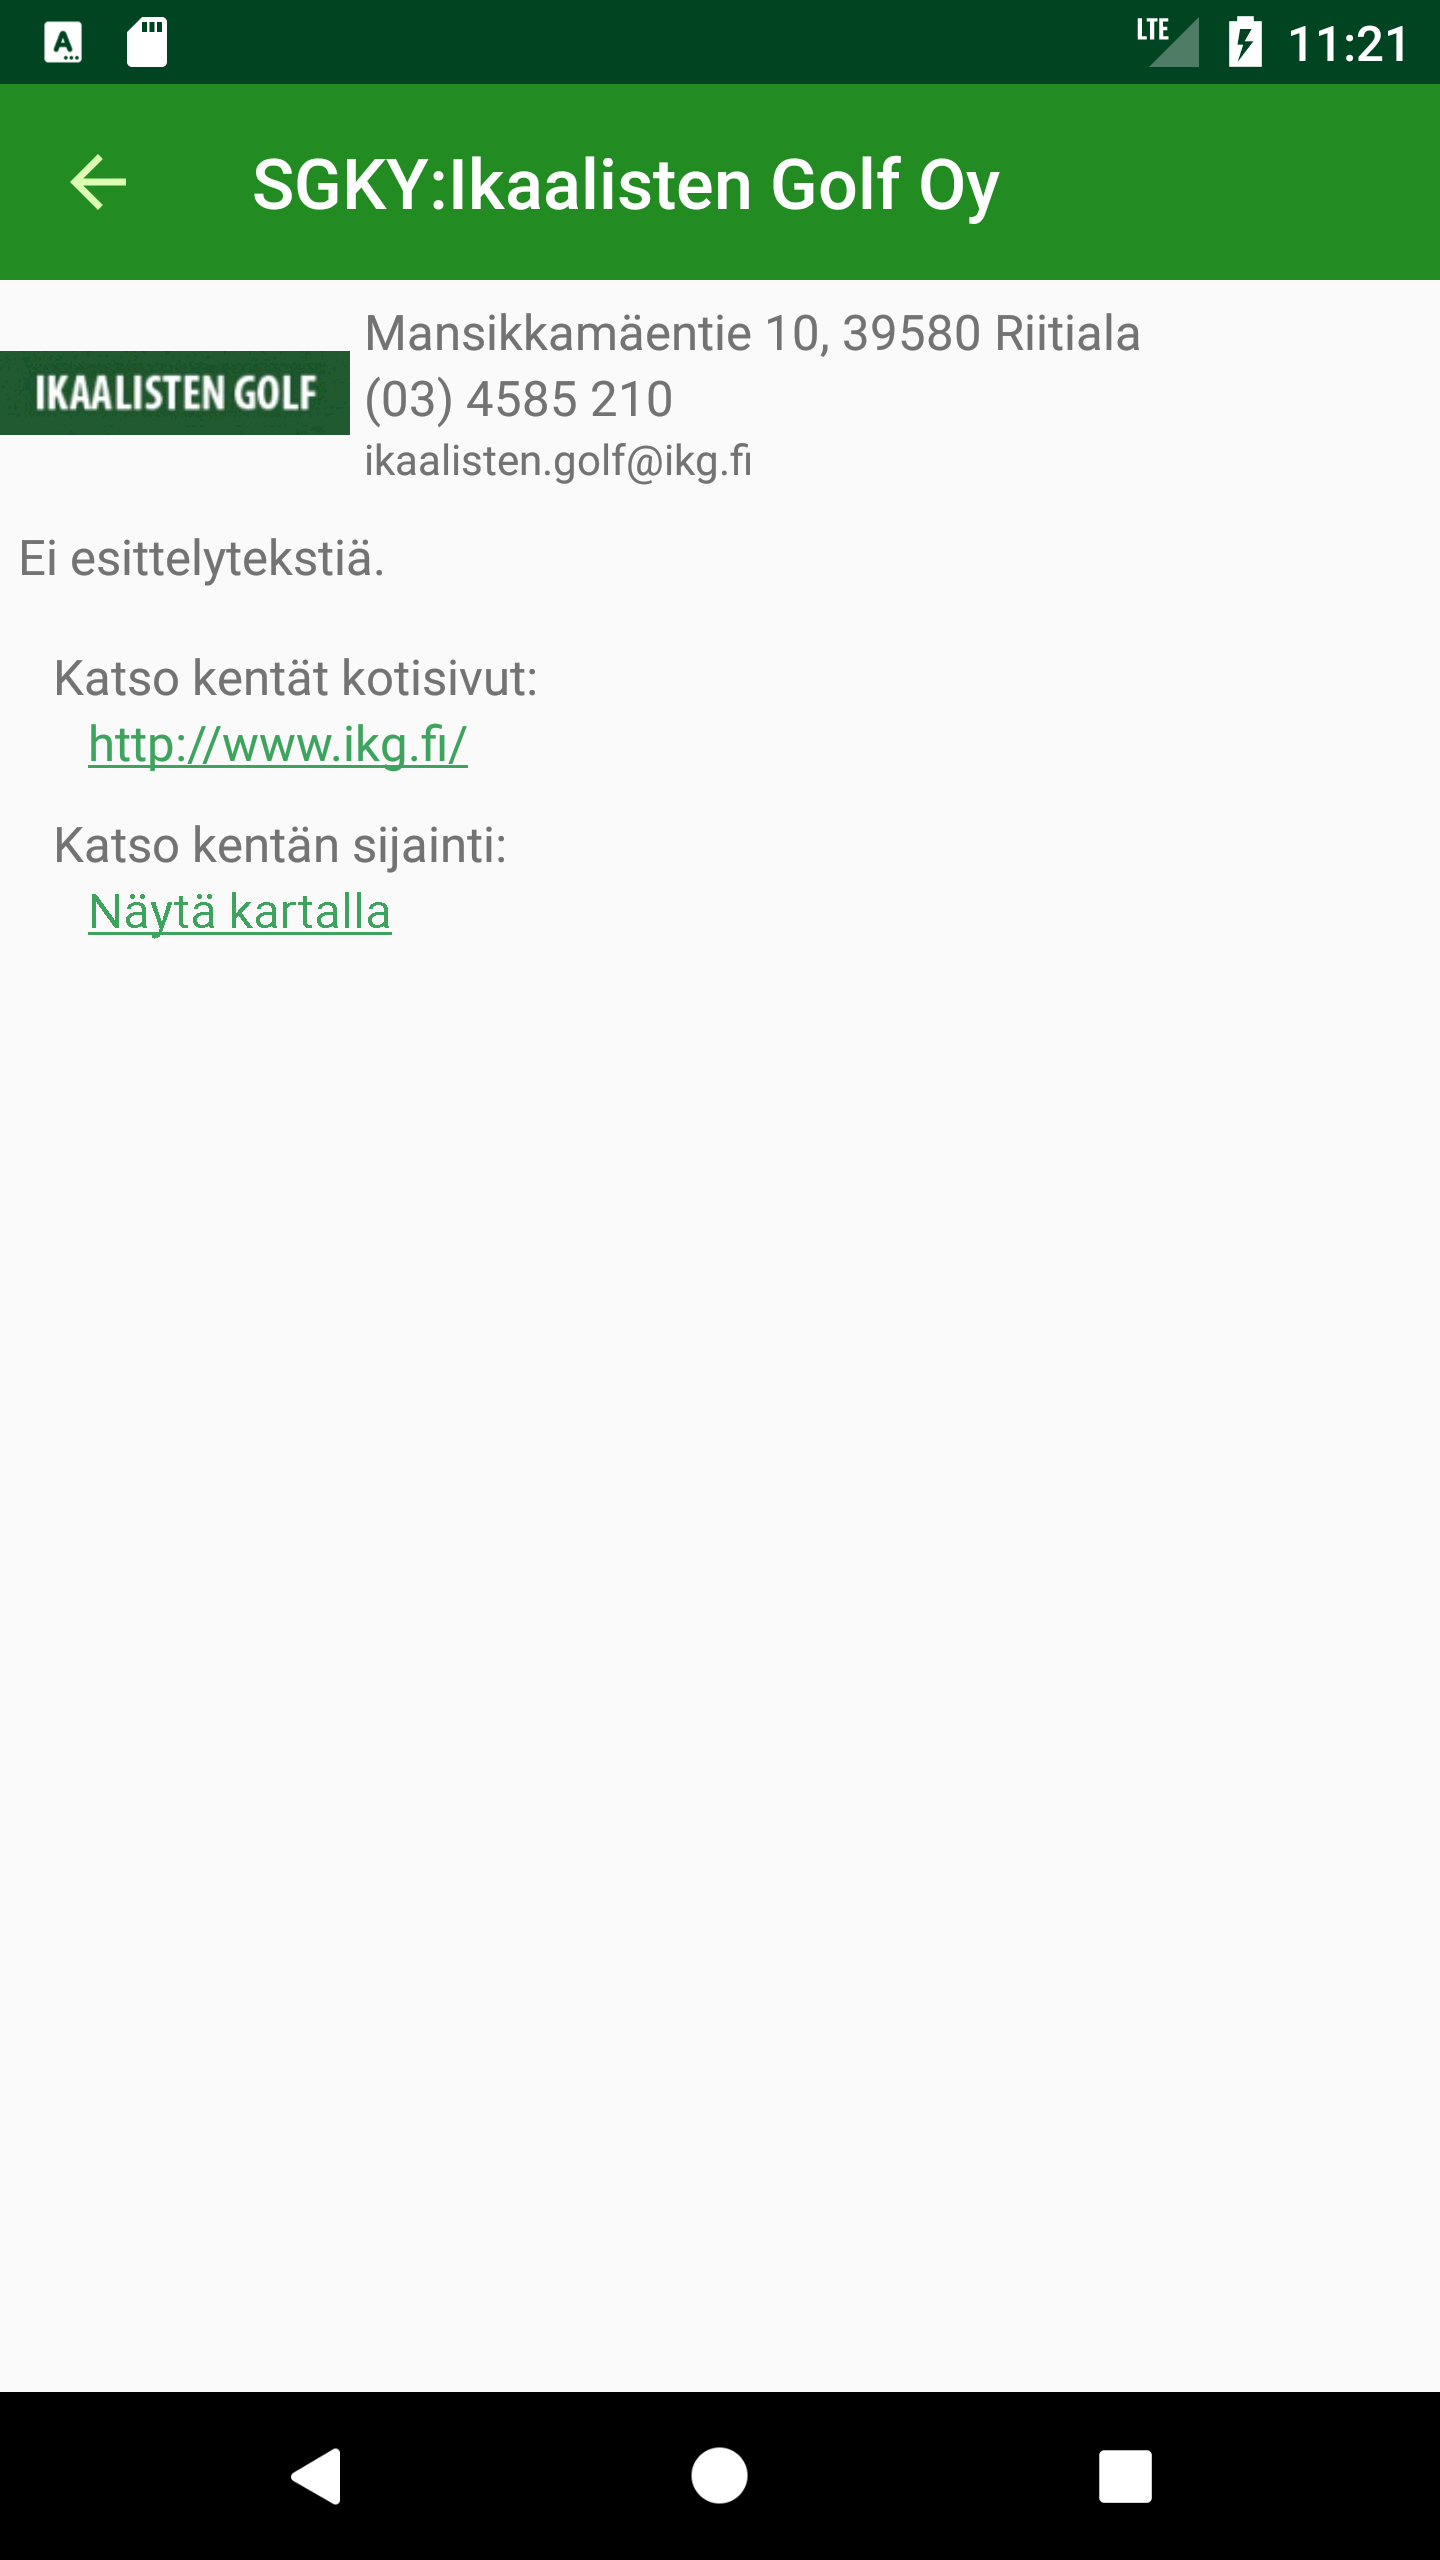 LTE 11:21
SGKY:Ikaalisten Golf Oy
Mansikkamäentie 10, 39580 Riitiala
IKAALISTEN GOLF
(03) 4585 210
ikaalisten.golf@ikg.fi
Ei esittelytekstiä.
Katso kentät kotisivut:
http://www.ikg.fi/
Katso kentän sijainti:
Näytä kartalla